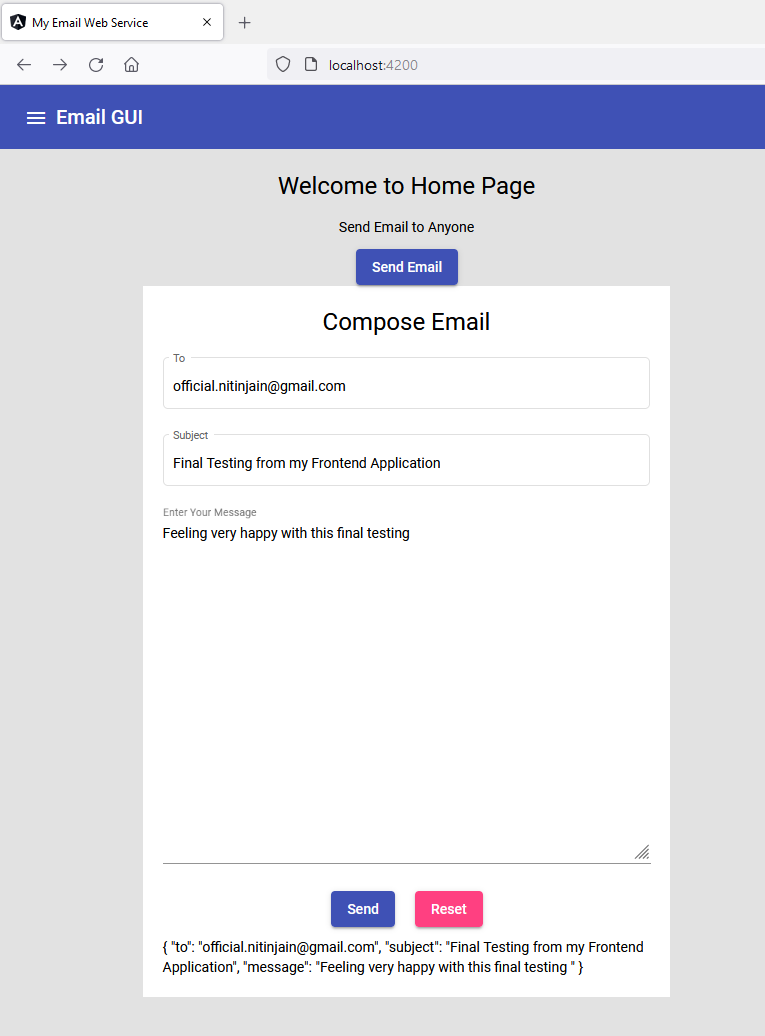 My Email Web Service
localhost:4200
Email GUI
Welcome to Home Page
Send Email to Anyone
Send Email
Compose Email
To
official.nitinjain@gmail.com
Subject
Final Testing from my Frontend Application
Enter Your Message
Feeling very happy with this final testing
Send Reset
{ "to": "official.nitinjain@gmail.com", "subject": "Final Testing from my Frontend
Application", "message": "Feeling very happy with this final testing " }